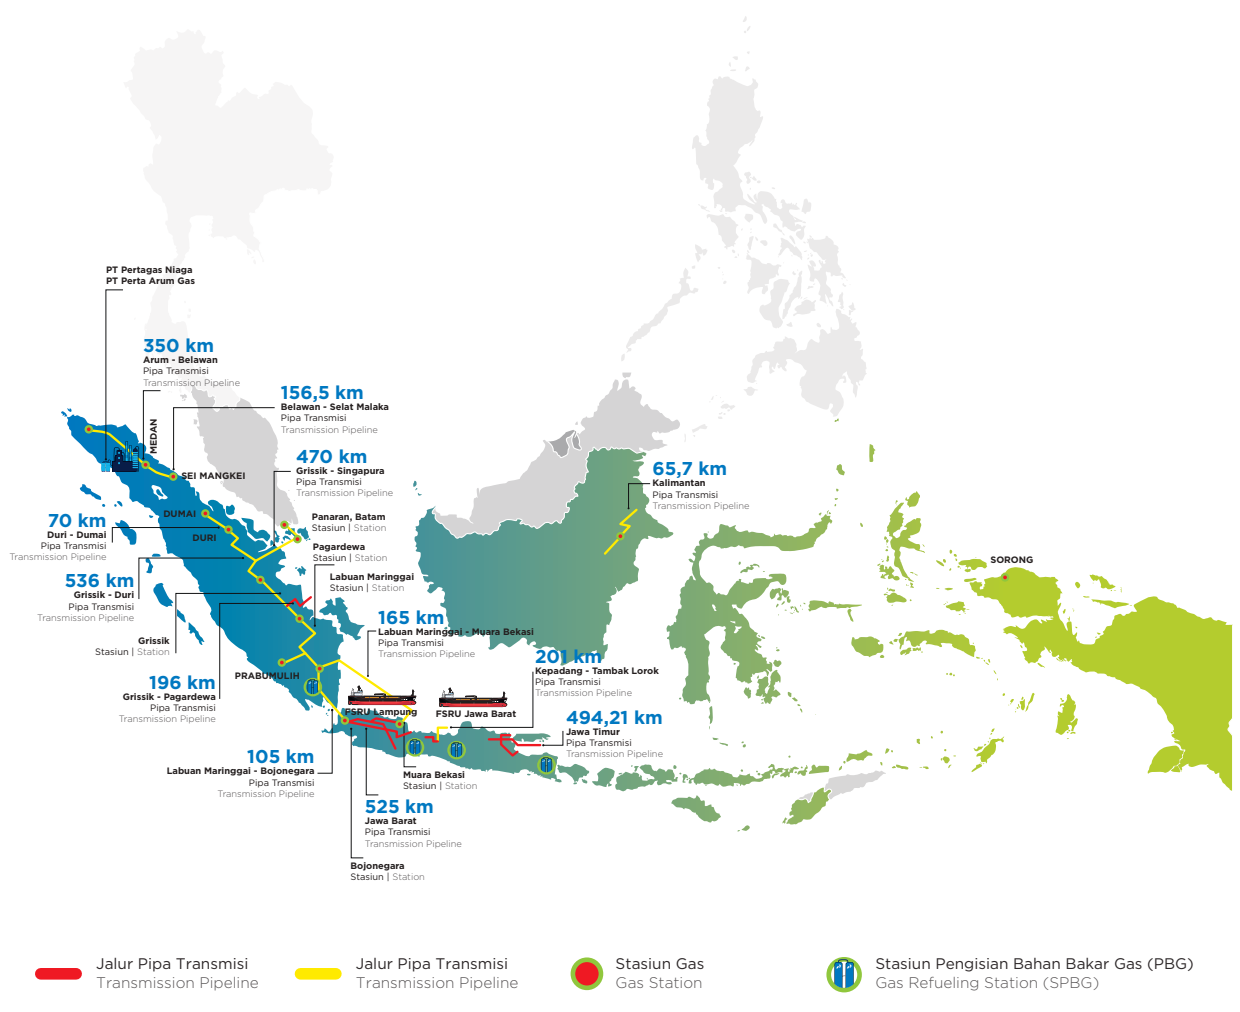 PT Pertagas Niaga
PT Perta Arum Gas
350 km
Arum - Belawan
Pipa Transmisi
Transmission Pipeline
156,5 km
Belawan - Selat Malaka
Pipa Transmisi
Transmission Pipeline
MEDAN
SEI MANGKEI
470 km
Grissik - Singapura
Pipa Transmisi
Transmission Pipeline
65,7 km
Kalimantan
Pipa Transmisi
Transmission Pipeline
DUMAI
DURI
Panaran, Batam
Stasiun | Station
70 km
Duri - Dumai
Pipa Transmisi
Transmission Pipeline
Pagardewa
Stasiun | Station
SORONG
536 km
Grissik - Duri
Pipa Transmisi
Transmission Pipeline
Labuan Maringgai
Stasiun | Station
165 km
Labuan Maringgai - Muara Bekasi
Pipa Transmisi
Transmission Pipeline
Grissik
Stasiun | Station
201 km
Kepadang - Tambak Lorok
Pipa Transmisi
Transmission Pipeline
PRABUMULIH
196 km
Grissik - Pagardewa
Pipa Transmisi
Transmission Pipeline
FSRU Lampung
FSRU Jawa Barat
494,21 km
Jawa Timur
Pipa Transmisi
Transmission Pipeline
105 km
Labuan Maringgai - Bojonegara
Pipa Transmisi
Transmission Pipeline
Muara Bekasi
Stasiun | Station
525 km
Jawa Barat
Pipa Transmisi
Transmission Pipeline
Bojonegara
Stasiun | Station
Jalur Pipa Transmisi
Transmission Pipeline
Jalur Pipa Transmisi
Transmission Pipeline
Stasiun Gas
Gas Station
Stasiun Pengisian Bahan Bakar Gas (PBG)
Gas Refueling Station (SPBG)